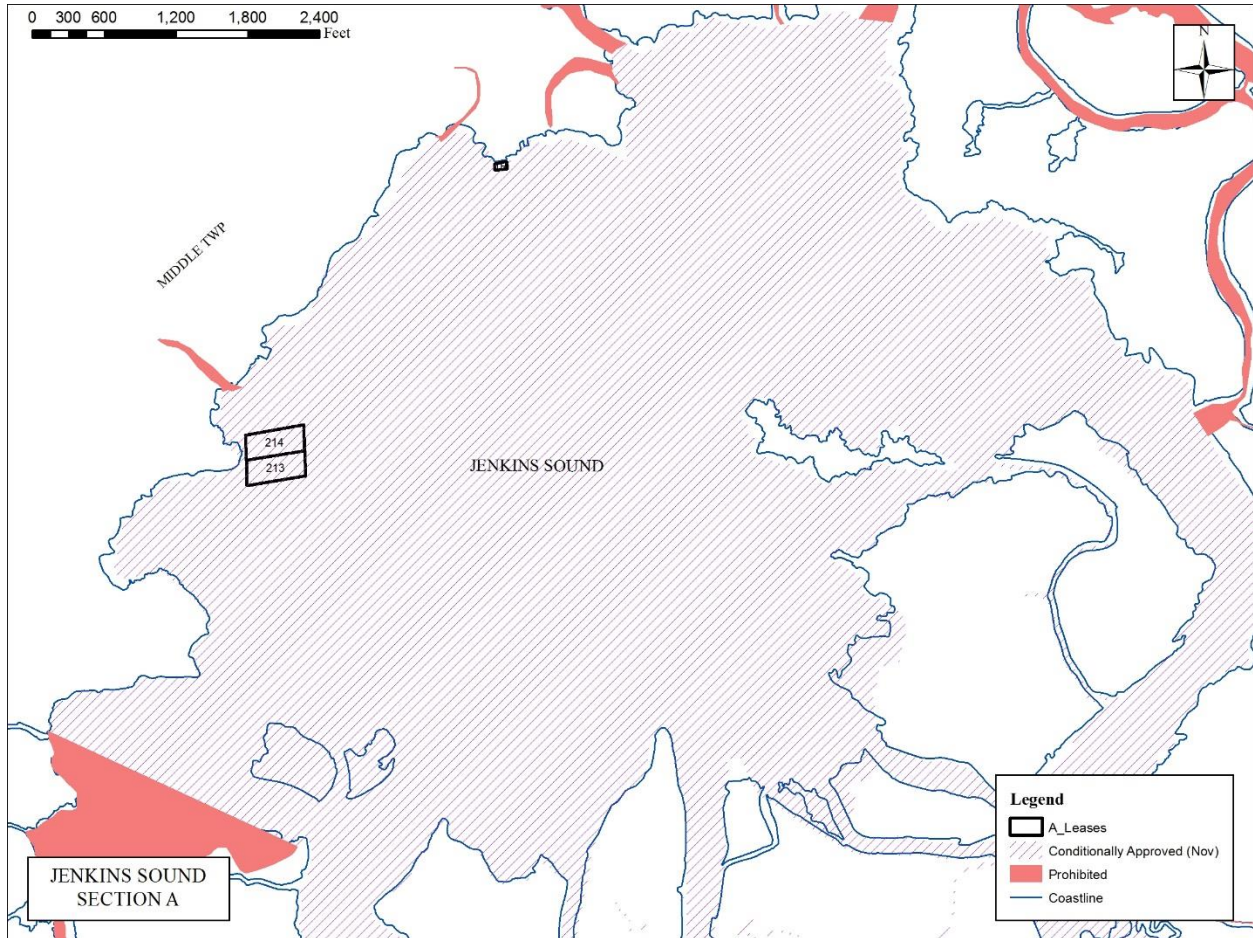 0 300 600 1,200 1,800 2,400
Feet
N
MIDDLE TWP
214
213
JENKINS SOUND
Legend
A_Leases
Conditionally Approved (Nov)
Prohibited
Coastline
JENKINS SOUND
SECTION A